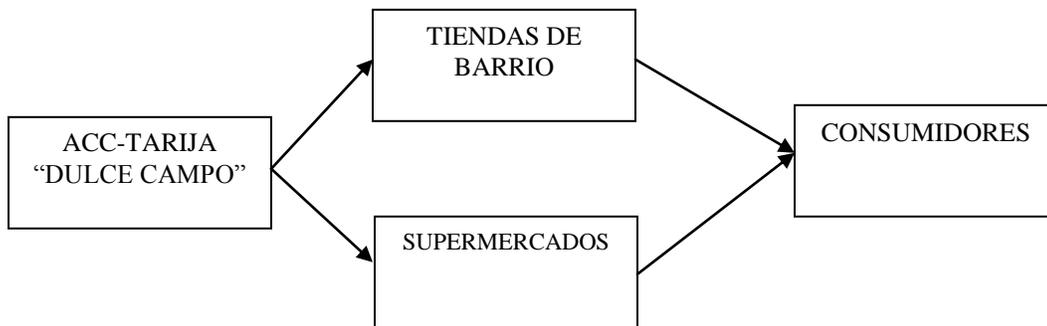 TIENDAS DE
BARRIO
ACC-TARIJA
“DULCE CAMPO”
CONSUMIDORES
SUPERMERCADOS